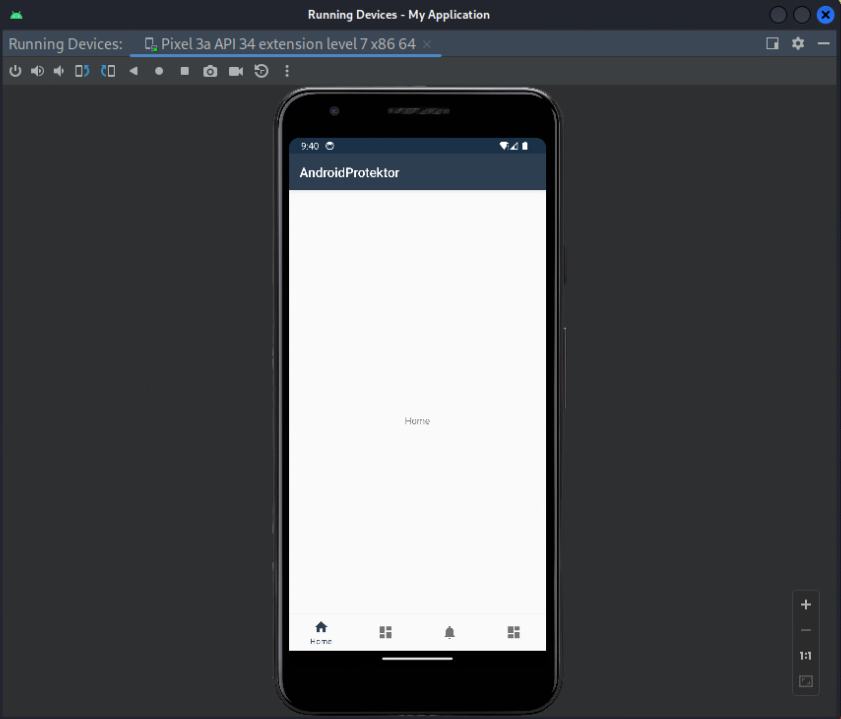 Running Devices - My Application
Running Devices: Pixel 3a API 34 extension level 7 x86 64
9:40
AndroidProtektor
Home
Home
1:1